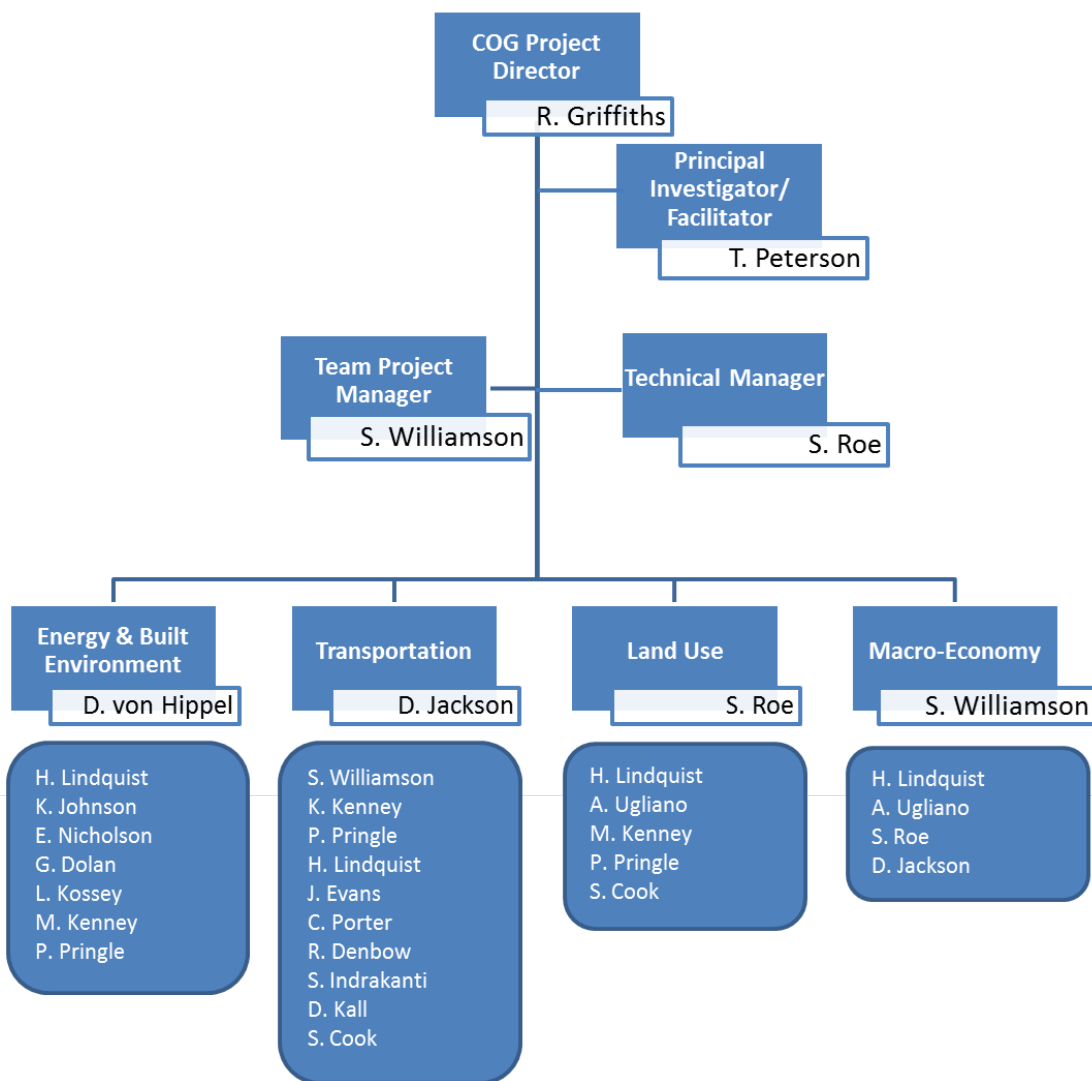 COG Project
Director
R. Griffiths
Principal
Investigator/
Facilitator
T. Peterson
Team Project
Manager
S. Williamson
Technical Manager
S. Roe
Energy & Built
Environment
D. von Hippel
H. Lindquist
K. Johnson
E. Nicholson
G. Dolan
L. Kossey
M. Kenney
P. Pringle
Transportation
D. Jackson
S. Williamson
K. Kenney
P. Pringle
H. Lindquist
J. Evans
C. Porter
R. Denbow
S. Indrakanti
D. Kall
S. Cook
Land Use
S. Roe
H. Lindquist
A. Ugliano
M. Kenney
P. Pringle
S. Cook
Macro-Economy
S. Williamson
H. Lindquist
A. Ugliano
S. Roe
D. Jackson